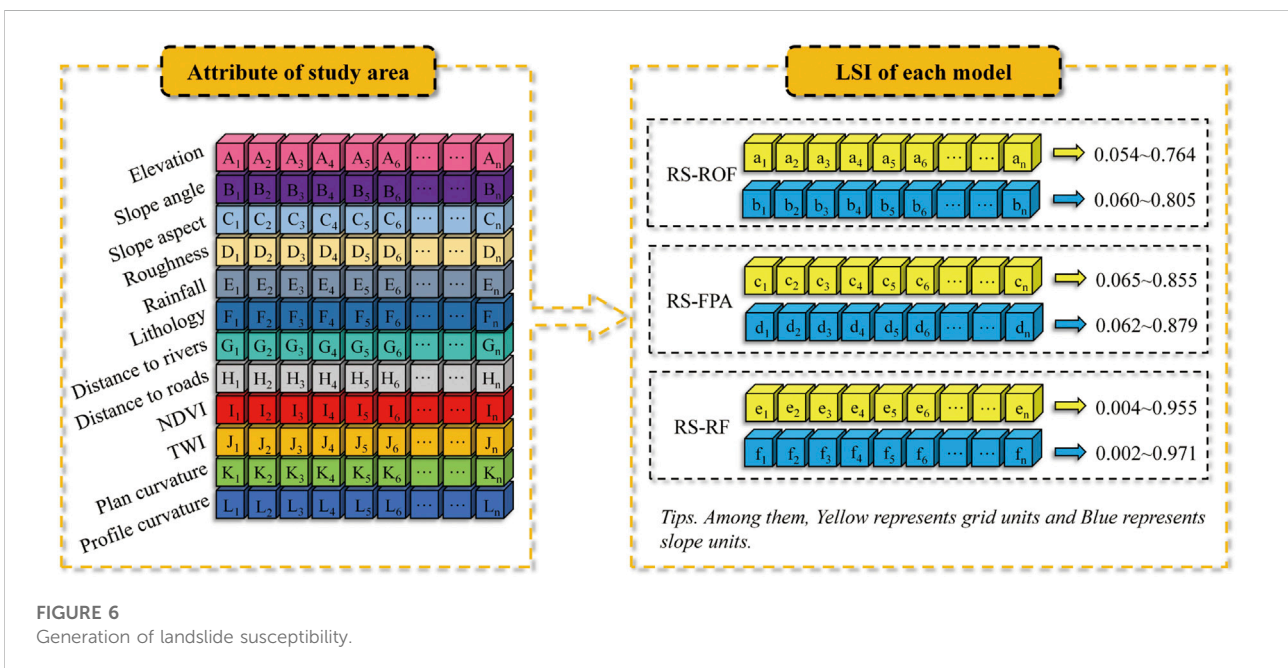 Attribute of study area
Elevation
A1 A2 A3 A4 A5 A6 ... ... An
Slope angle
B1 B2 B3 B4 B5 B6 ... ... Bn
Slope aspect
C1 C2 C3 C4 C5 C6 ... ... Cn
Roughness
D1 D2 D3 D4 D5 D6 ... ... Dn
Rainfall
E1 E2 E3 E4 E5 E6 ... ... En
Lithology
F1 F2 F3 F4 F5 F6 ... ... Fn
Distance to rivers
G1 G2 G3 G4 G5 G6 ... ... Gn
Distance to roads
H1 H2 H3 H4 H5 H6 ... ... Hn
NDVI
I1 I2 I3 I4 I5 I6 ... ... In
TWI
J1 J2 J3 J4 J5 J6 ... ... Jn
Plan curvature
K1 K2 K3 K4 K5 K6 ... ... Kn
Profile curvature
L1 L2 L3 L4 L5 L6 ... ... Ln
LSI of each model
RS-ROF
a1 a2 a3 a4 a5 a6 ... ... an 0.054~0.764
b1 b2 b3 b4 b5 b6 ... ... bn 0.060~0.805
RS-FPA
c1 c2 c3 c4 c5 c6 ... ... cn 0.065~0.855
d1 d2 d3 d4 d5 d6 ... ... dn 0.062~0.879
RS-RF
e1 e2 e3 e4 e5 e6 ... ... en 0.004~0.955
f1 f2 f3 f4 f5 f6 ... ... fn 0.002~0.971
Tips. Among them, Yellow represents grid units and Blue represents
slope units.
FIGURE 6
Generation of landslide susceptibility.